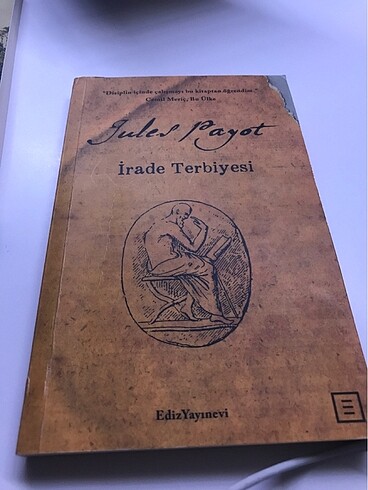 "Disiplin içinde çalışmayı bu kitaptan öğrendim."
Cemil Meriç, Bu Ülke
Jules Payot
İrade Terbiyesi
EdizYayınevi